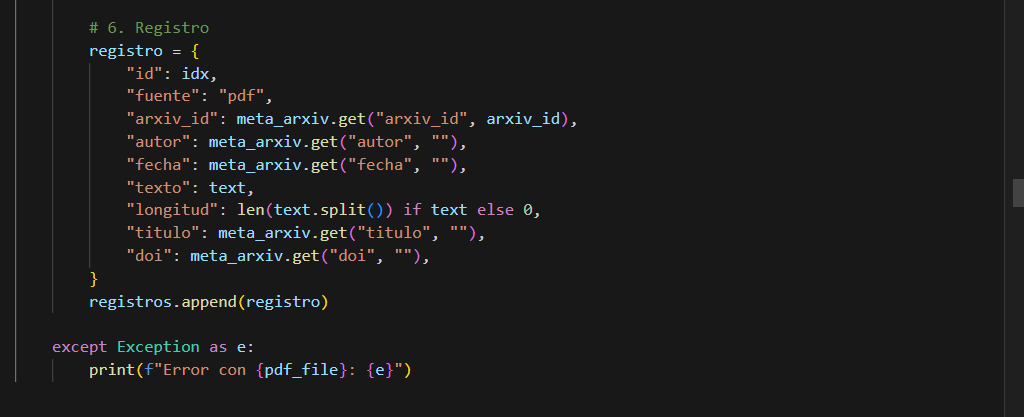 # 6. Registro
registro = {
"id": idx,
"fuente": "pdf",
"arxiv_id": meta_arxiv.get("arxiv_id", arxiv_id),
"autor": meta_arxiv.get("autor", ""),
"fecha": meta_arxiv.get("fecha", ""),
"texto": text,
"longitud": len(text.split()) if text else 0,
"titulo": meta_arxiv.get("titulo", ""),
"doi": meta_arxiv.get("doi", ""),
}
registros.append(registro)
except Exception as e:
print(f"Error con {pdf_file}: {e}")